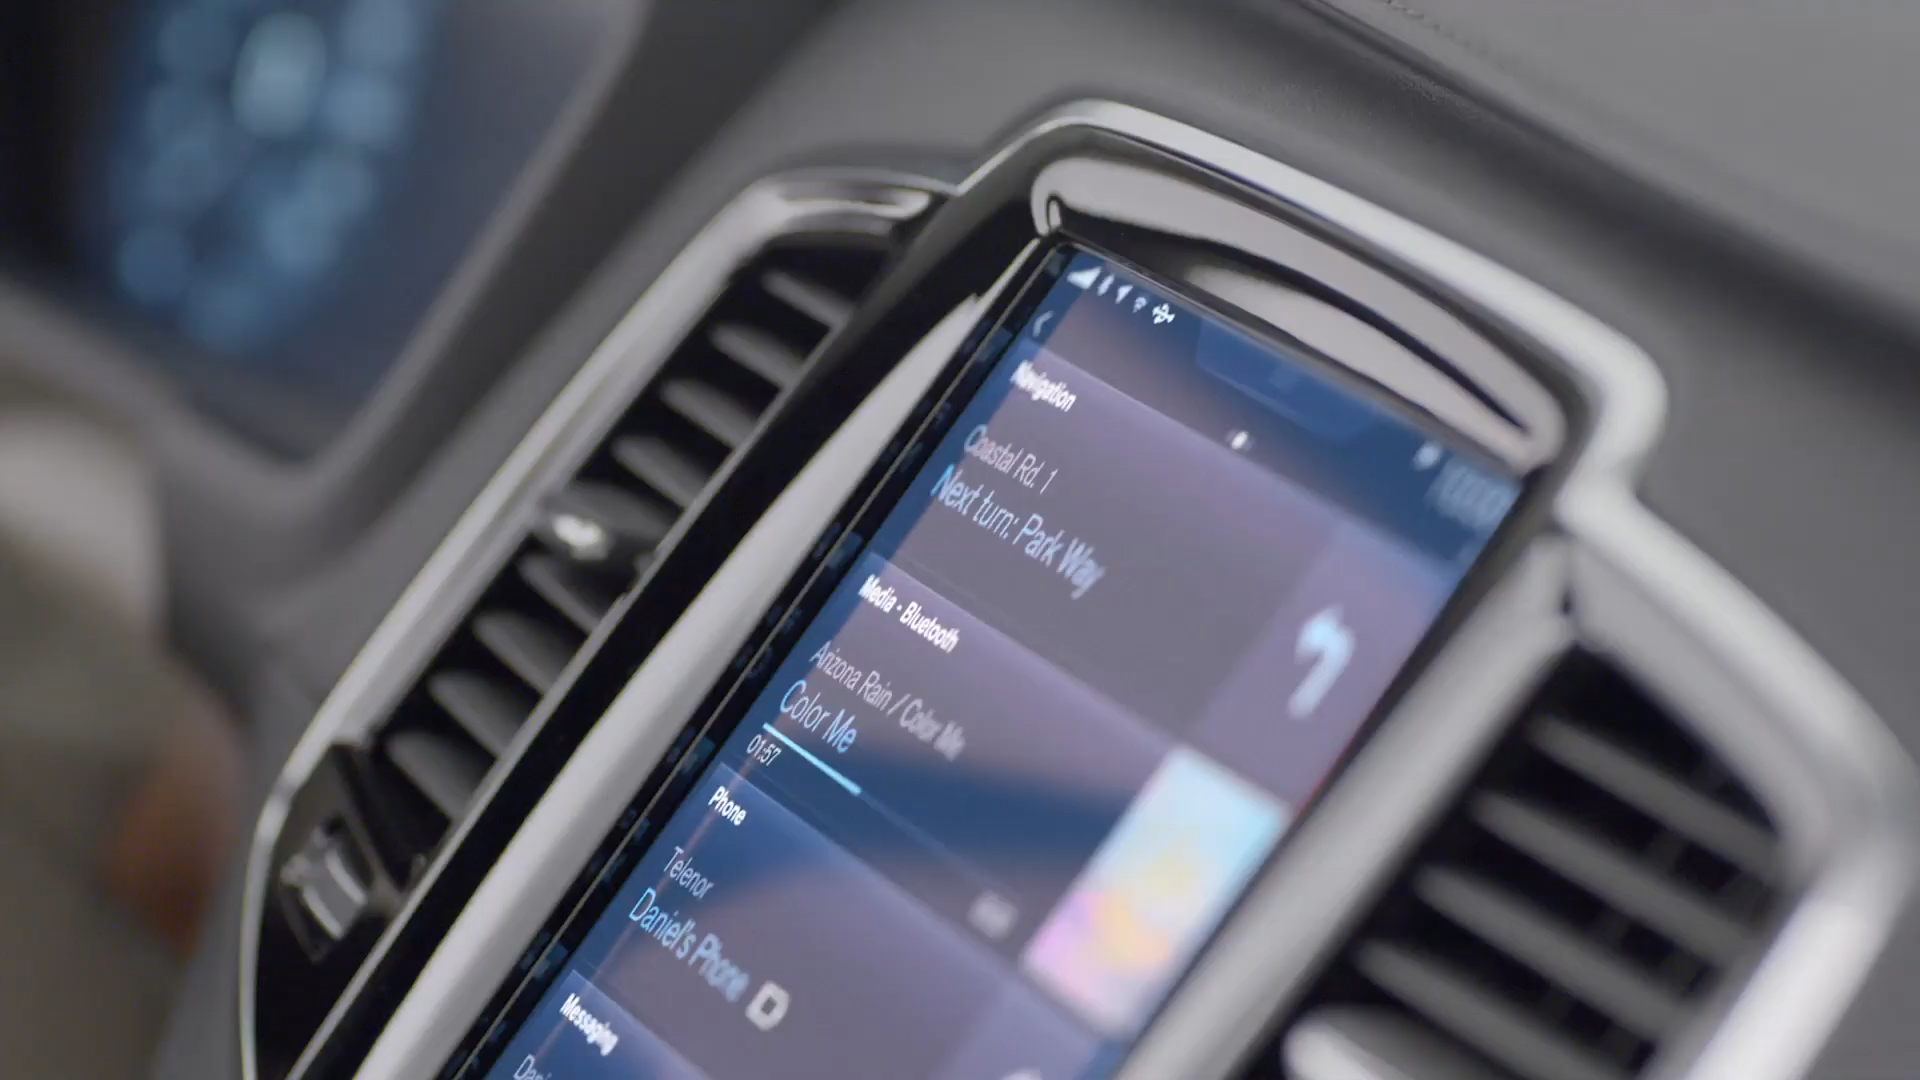 Navigation
Coastal Rd. 1
Next turn: Park Way
Media - Bluetooth
Arizona Rain / Color Me
Color Me
01:57
Phone
Telenor
Daniel's Phone
Messaging